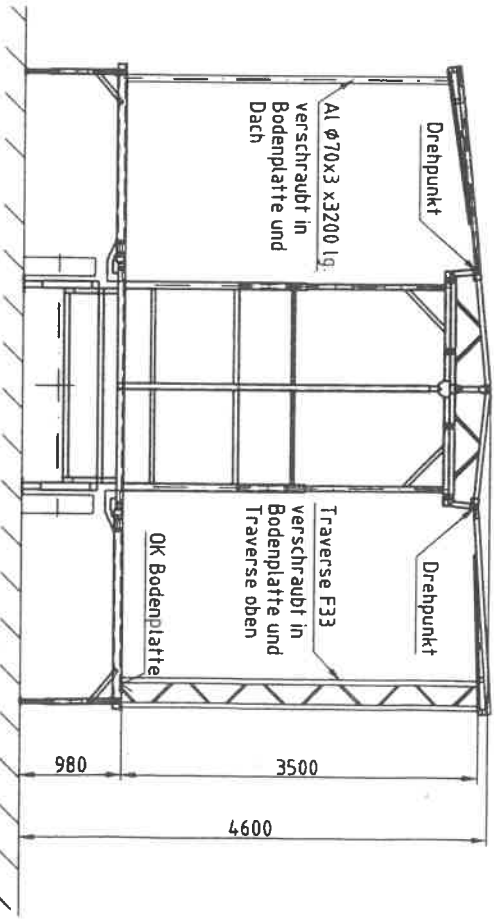 Drehpunkt
Al Φ70x3 x3200 lg.
verschraubt in
Bodenplatte und
Dach
Drehpunkt
Traverse F33
verschraubt in
Bodenplatte und
Traverse oben
OK Bodenplatte
980
3500
4600